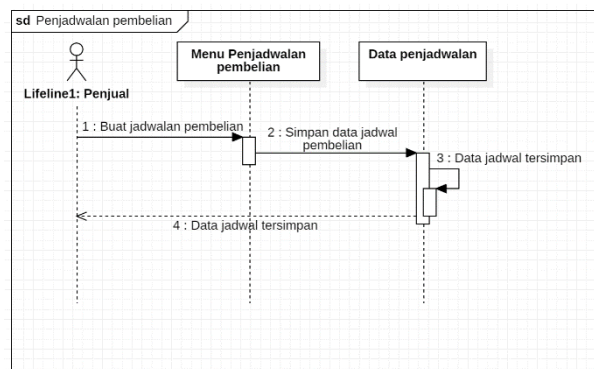 sd Penjadwalan pembelian
Menu Penjadwalan
pembelian
Data penjadwalan
Lifeline1: Penjual
1 : Buat jadwalan pembelian
2 : Simpan data jadwal
pembelian
3 : Data jadwal tersimpan
4 : Data jadwal tersimpan